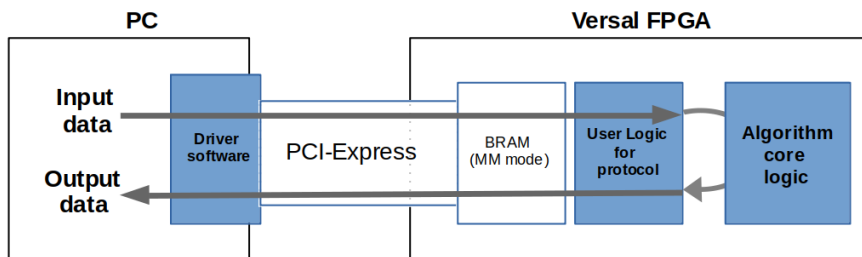 PC
Versal FPGA
Input
data
Output
data
Driver
software
PCI-Express
BRAM
(MM mode)
User Logic
for
protocol
Algorithm
core
logic